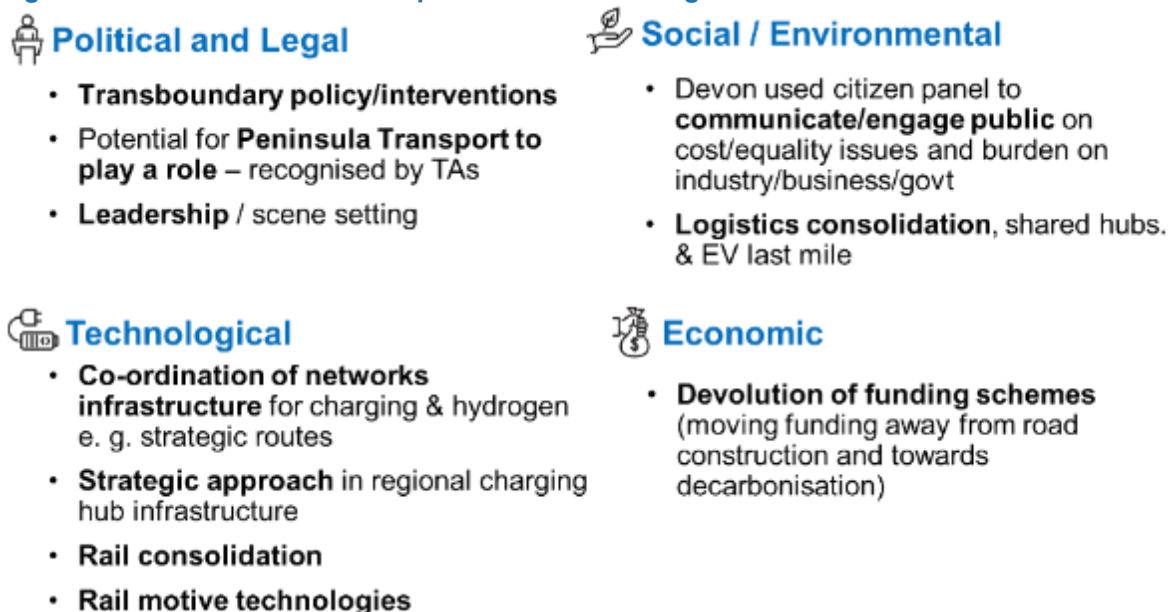 Political and Legal
• Transboundary policy/interventions
• Potential for Peninsula Transport to
play a role – recognised by TAs
• Leadership / scene setting
Social / Environmental
• Devon used citizen panel to
communicate/engage public on
cost/equality issues and burden on
industry/business/govt
• Logistics consolidation, shared hubs.
& EV last mile
Technological
• Co-ordination of networks
infrastructure for charging & hydrogen
e. g. strategic routes
• Strategic approach in regional charging
hub infrastructure
• Rail consolidation
• Rail motive technologies
Economic
• Devolution of funding schemes
(moving funding away from road
construction and towards
decarbonisation)